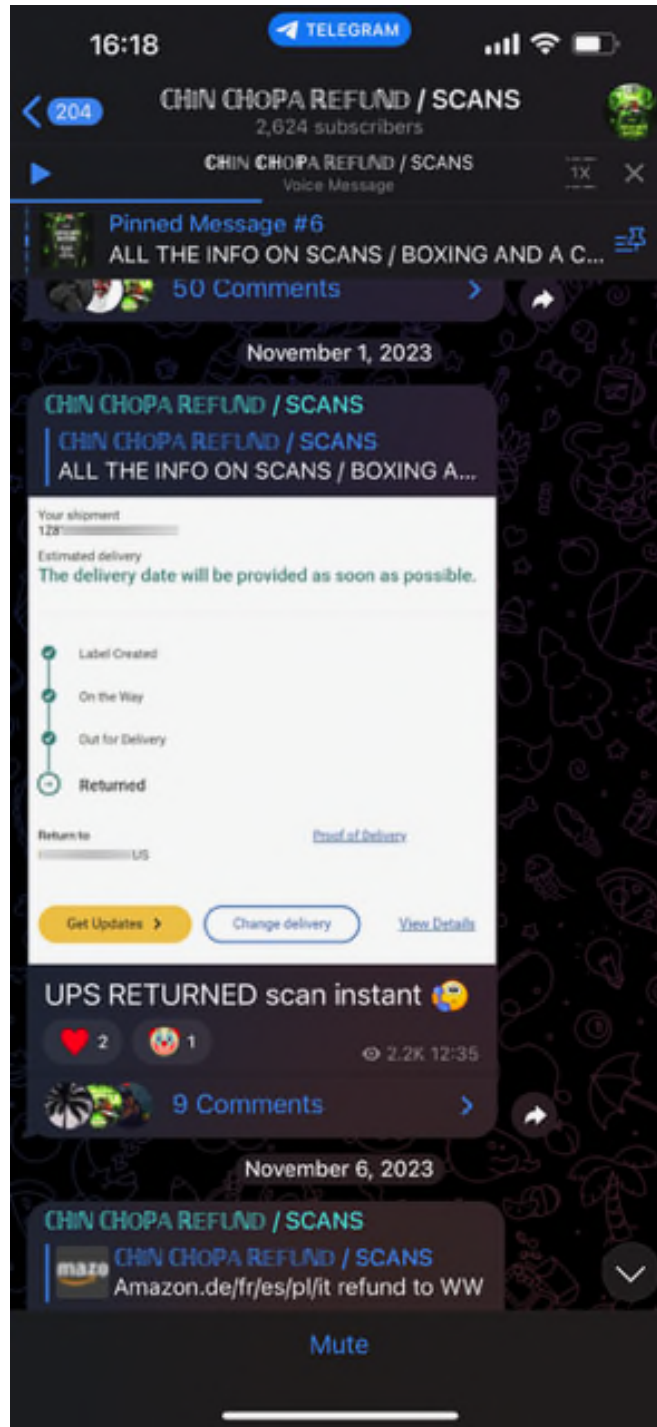 16:18
TELEGRAM
204
CHIN CHOPA REFUND / SCANS
2,624 subscribers
CHIN CHOPA REFUND / SCANS
Voice Message
1X
Pinned Message #6
ALL THE INFO ON SCANS / BOXING AND A C...
50 Comments
November 1, 2023
CHIN CHOPA REFUND / SCANS
CHIN CHOPA REFUND / SCANS
ALL THE INFO ON SCANS / BOXING A...
Your shipment
1Z8
Estimated delivery
The delivery date will be provided as soon as possible.
Label Created
On the Way
Out for Delivery
Returned
Return to
Proof of Delivery
US
Get Updates
Change delivery
View Details
UPS RETURNED scan instant
2
1
2.2K 12:35
9 Comments
November 6, 2023
CHIN CHOPA REFUND / SCANS
mazo
CHIN CHOPA REFUND / SCANS
Amazon.de/fr/es/pl/it refund to WW
Mute